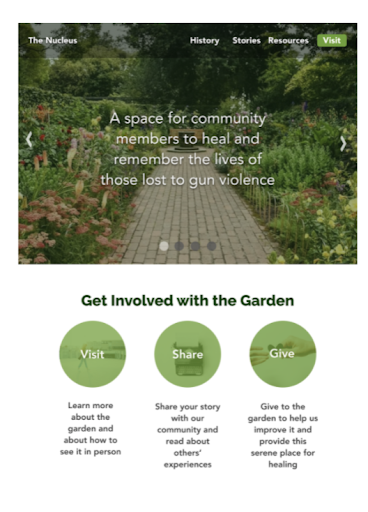 The Nucleus
History Stories Resources Visit
A space for community
members to heal and
remember the lives of
those lost to gun violence
Get Involved with the Garden
Visit
Share
Give
Learn more
about the
garden and
about how to
see it in person
Share your story
with our
community and
read about
others'
experiences
Give to the
garden to help us
improve it and
provide this
serene place for
healing